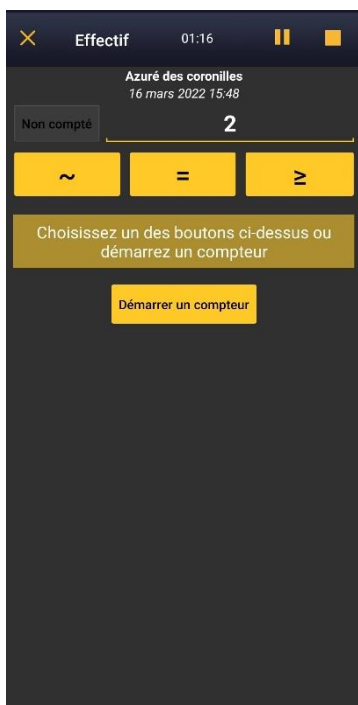 Effectif 01:16
Azuré des coronilles
16 mars 2022 15:48
Non compté 2
~ = ≥
Choisissez un des boutons ci-dessus ou
démarrez un compteur
Démarrer un compteur